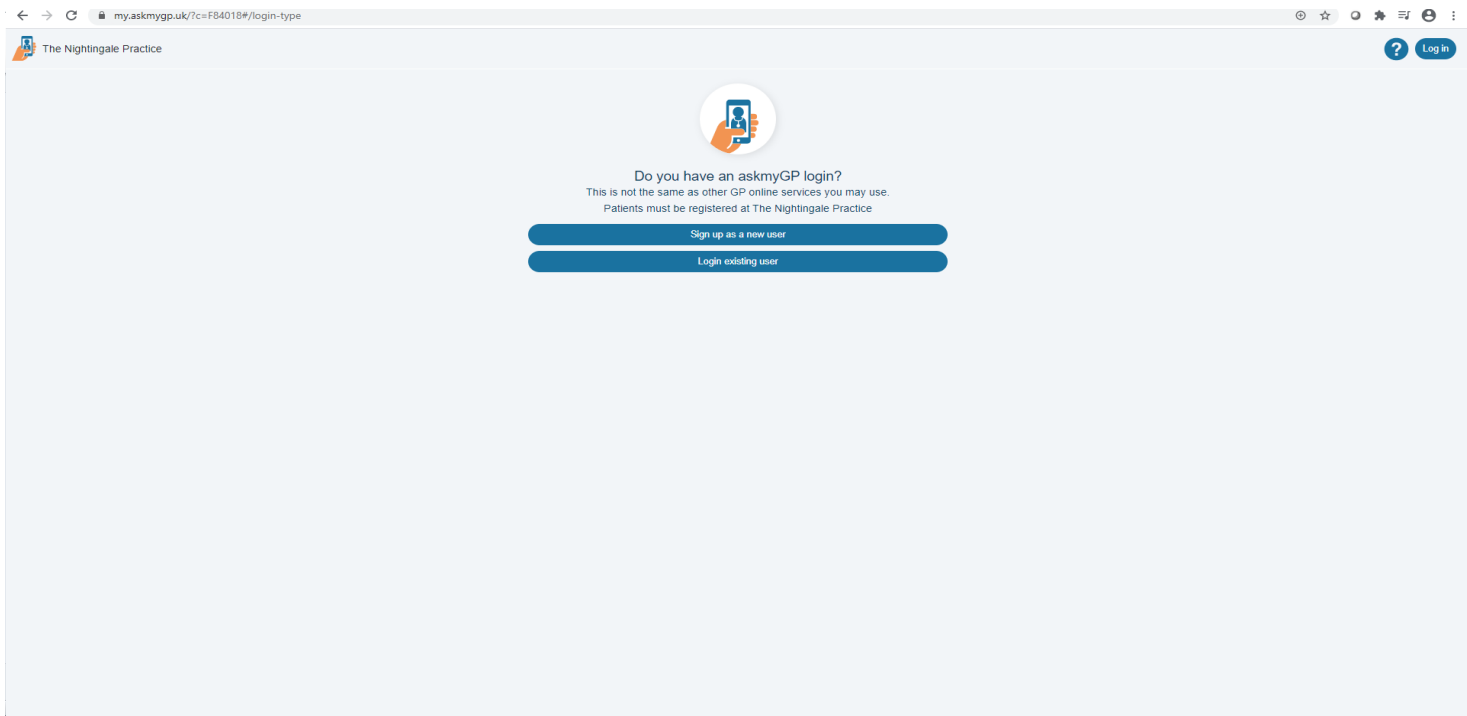 my.askmygp.uk/?c=F84018#/login-type
The Nightingale Practice
?
Log in
Do you have an askmyGP login?
This is not the same as other GP online services you may use.
Patients must be registered at The Nightingale Practice
Sign up as a new user
Login existing user